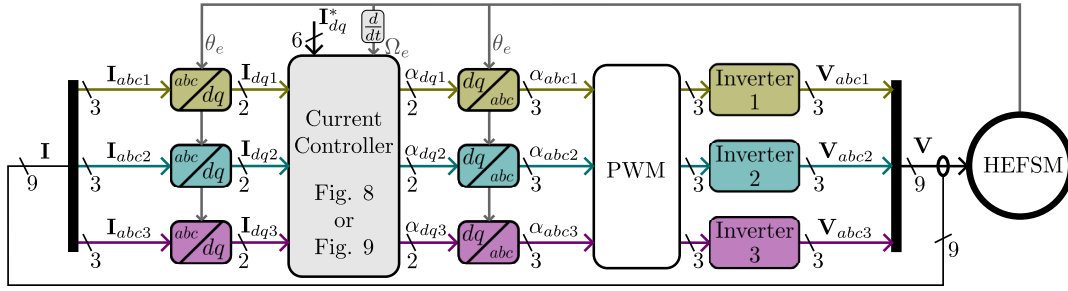 I*dq
6
d/dt
θe
Ωe
θe
Iabc1
3
abc
dq
Idq1
2
αdq1
2
dq
abc
αabc1
3
3
Inverter
1
Vabc1
3
Current
Controller
Fig. 8
or
Fig. 9
I
9
Iabc2
3
abc
dq
Idq2
2
αdq2
2
dq
abc
αabc2
3
PWM
3
Inverter
2
Vabc2
3
V
9
HEFSM
Iabc3
3
abc
dq
Idq3
2
αdq3
2
dq
abc
αabc3
3
3
Inverter
3
Vabc3
3
9